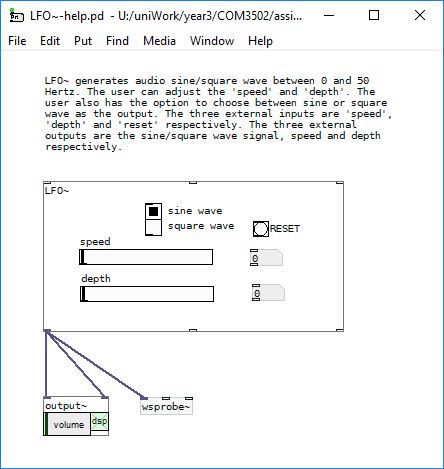 LFO~-help.pd - U:/uniWork/year3/COM3502/assi...
File Edit Put Find Media Window Help
LFO~ generates audio sine/square wave between 0 and 50
Hertz. The user can adjust the 'speed' and 'depth'. The
user also has the option to choose between sine or square
wave as the output. The three external inputs are 'speed',
'depth' and 'reset' respectively. The three external
outputs are the sine/square wave signal, speed and depth
respectively.
LFO~
sine wave
square wave
RESET
speed
0
depth
0
output~
wsprobe~
volume
dsp